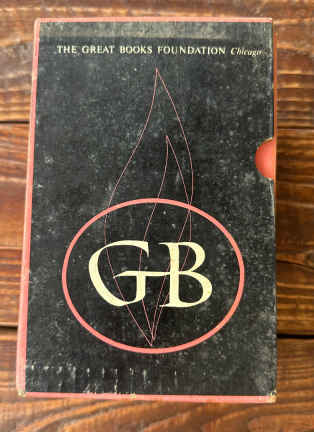 THE GREAT BOOKS FOUNDATION Chicago
GB